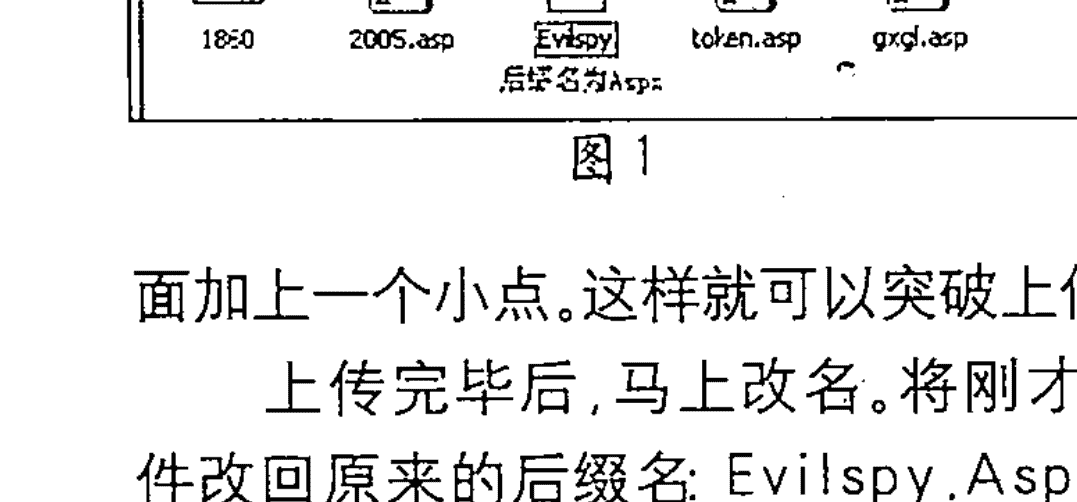 1860 2005.asp Evilspy token.asp gxgl.asp
后缀名为Aspx
图 1
面加上一个小点。这样就可以突破上传
上传完毕后,马上改名。将刚才
件改回原来的后缀名: Evilspy.Asp